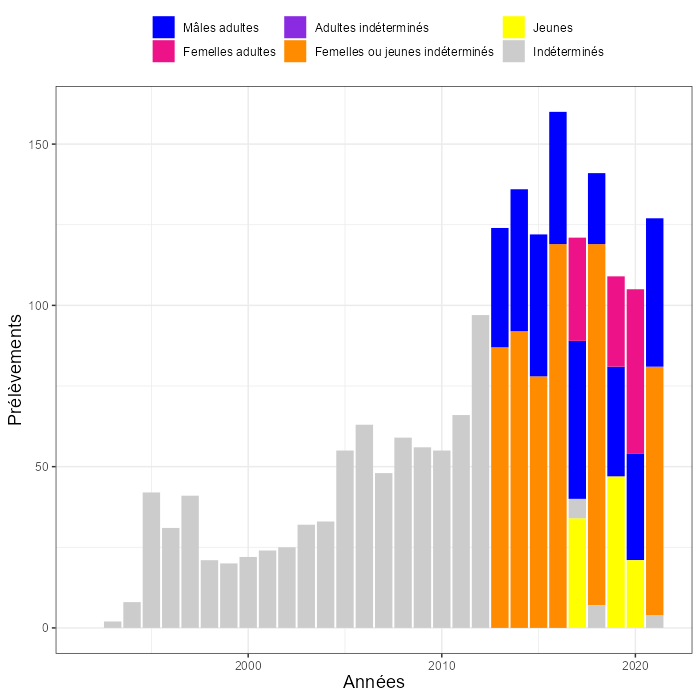 Mâles adultes Adultes indéterminés Jeunes
Femelles adultes Femelles ou jeunes indéterminés Indéterminés
150
100
50
0
Prélèvements
2000 2010 2020
Années